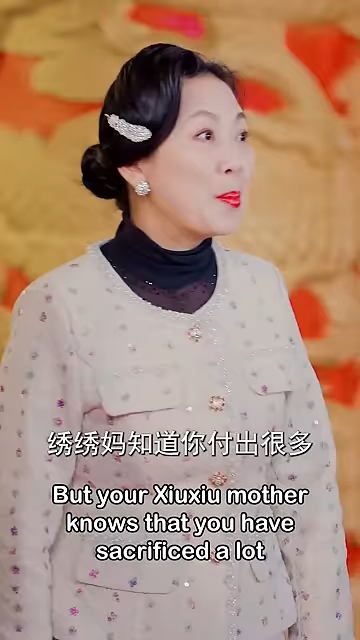 绣绣妈知道你付出很多
But your Xiuxiu mother
knows that you have
sacrificed a lot